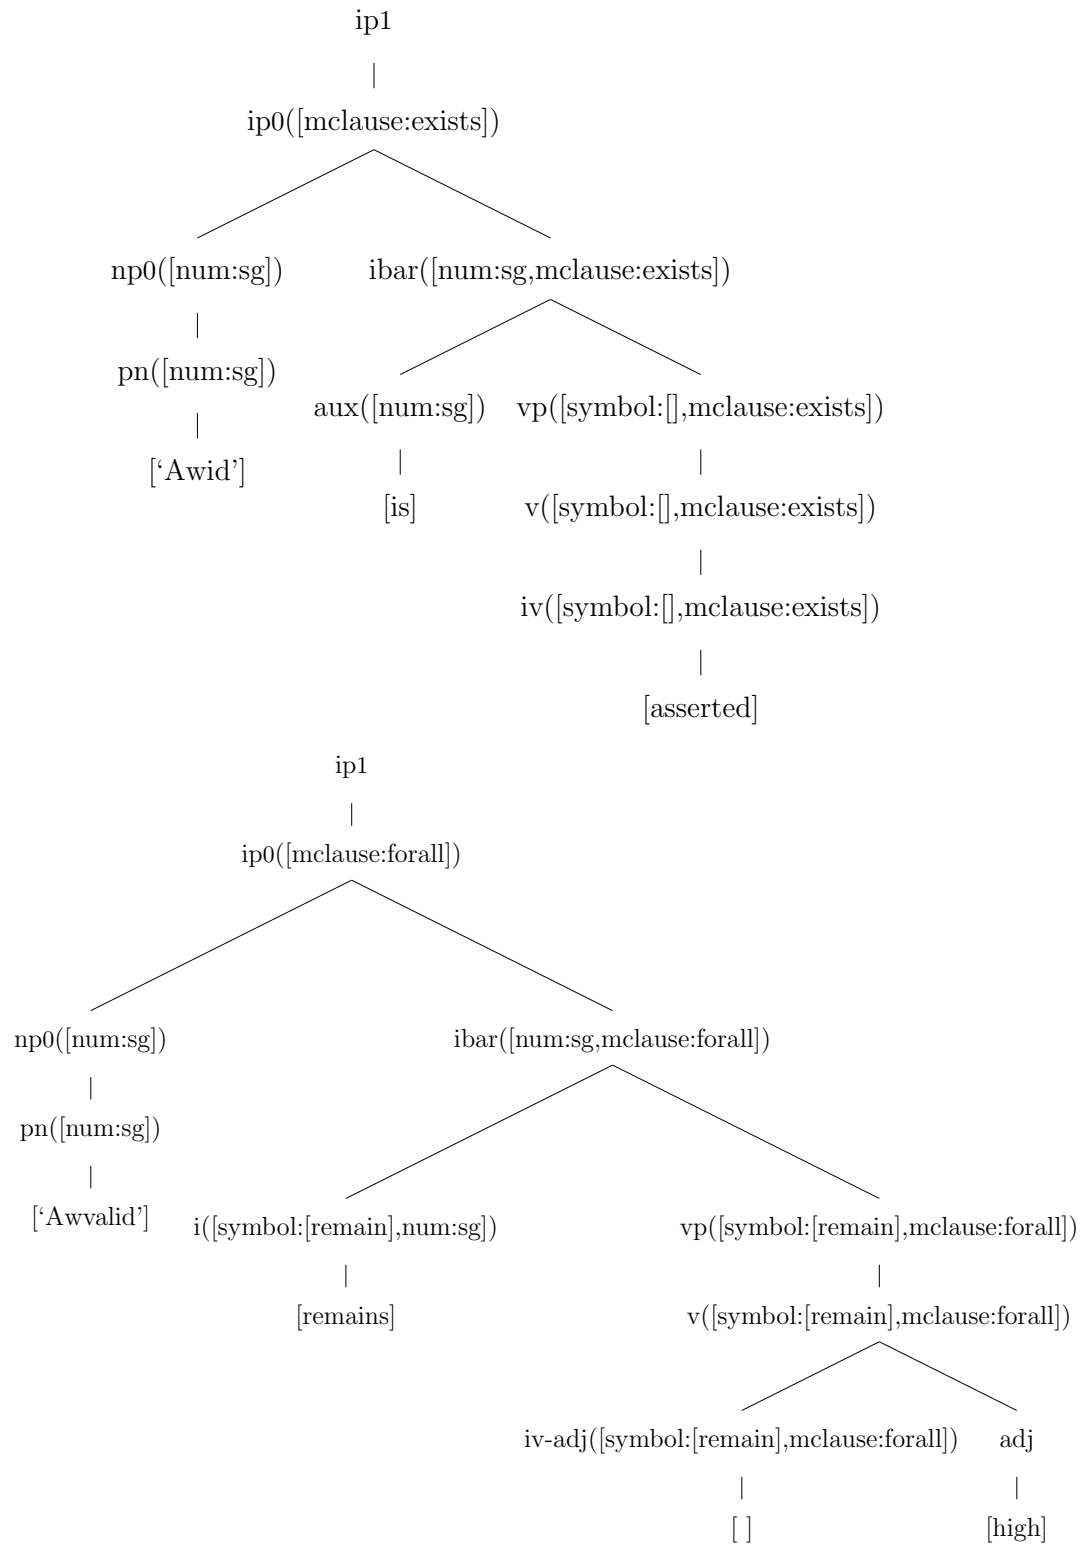 ip1
ip0([mclause:exists])
np0([num:sg]) ibar([num:sg,mclause:exists])
pn([num:sg])
aux([num:sg]) vp([symbol:[],mclause:exists])
[‘Awid’]
[is] v([symbol:[],mclause:exists])
iv([symbol:[],mclause:exists])
[asserted]
ip1
ip0([mclause:forall])
np0([num:sg]) ibar([num:sg,mclause:forall])
pn([num:sg])
[‘Awvalid’] i([symbol:[remain],num:sg]) vp([symbol:[remain],mclause:forall])
[remains] v([symbol:[remain],mclause:forall])
iv-adj([symbol:[remain],mclause:forall]) adj
[ ] [high]